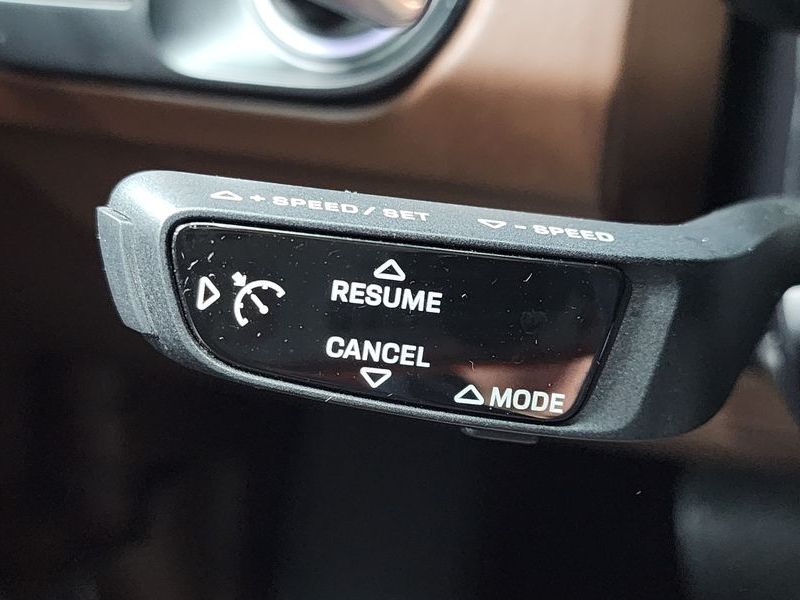 + SPEED / SET
- SPEED
RESUME
CANCEL
MODE